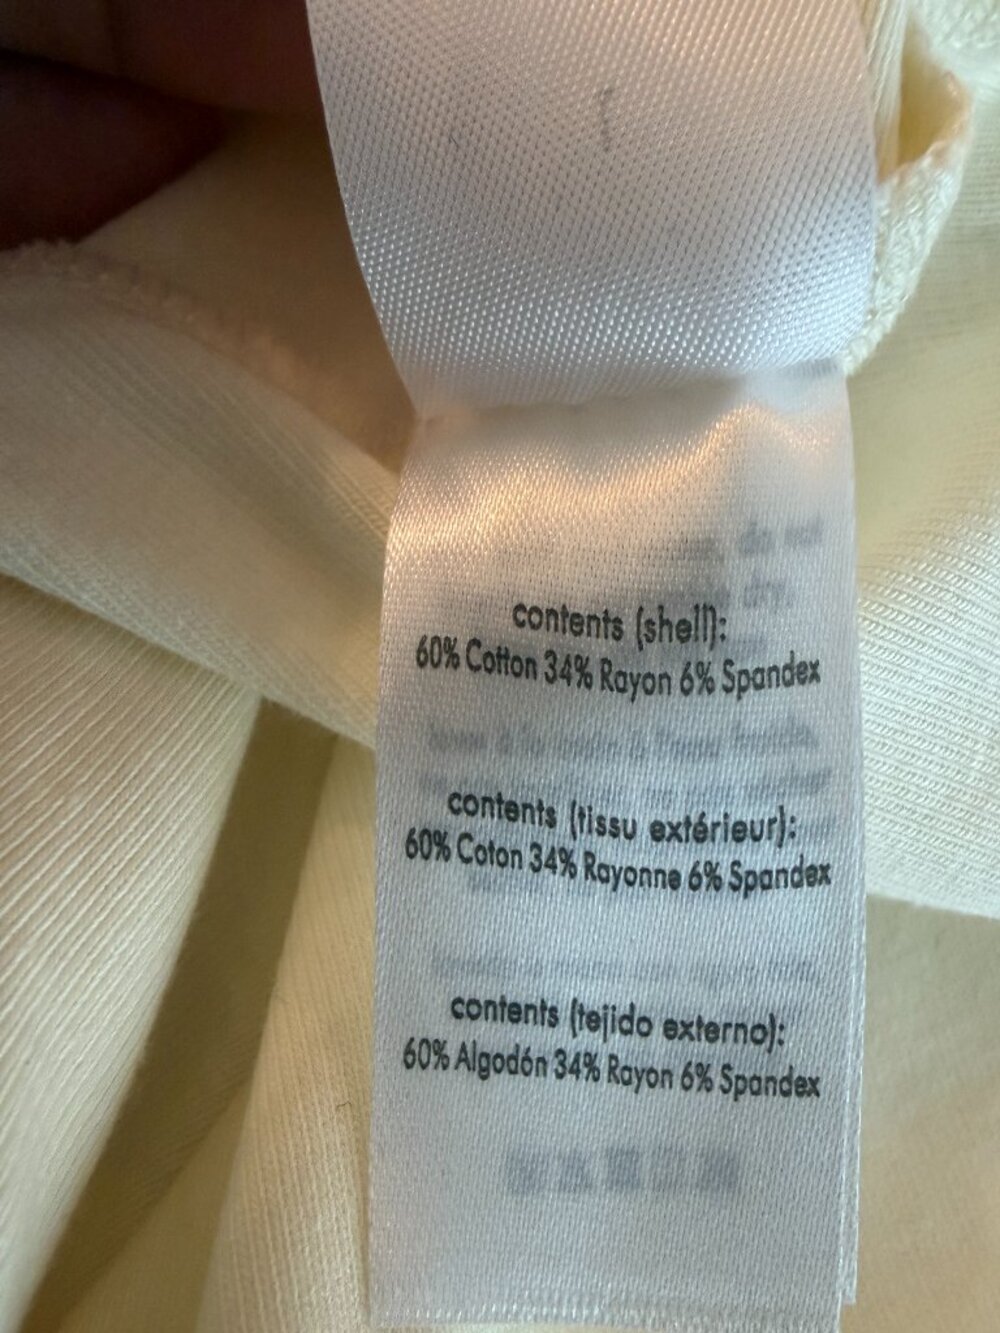 contents (shell):
60% Cotton 34% Rayon 6% Spandex
contents (tissu extérieur):
60% Coton 34% Rayonne 6% Spandex
contents (tejido externo):
60% Algodón 34% Rayon 6% Spandex